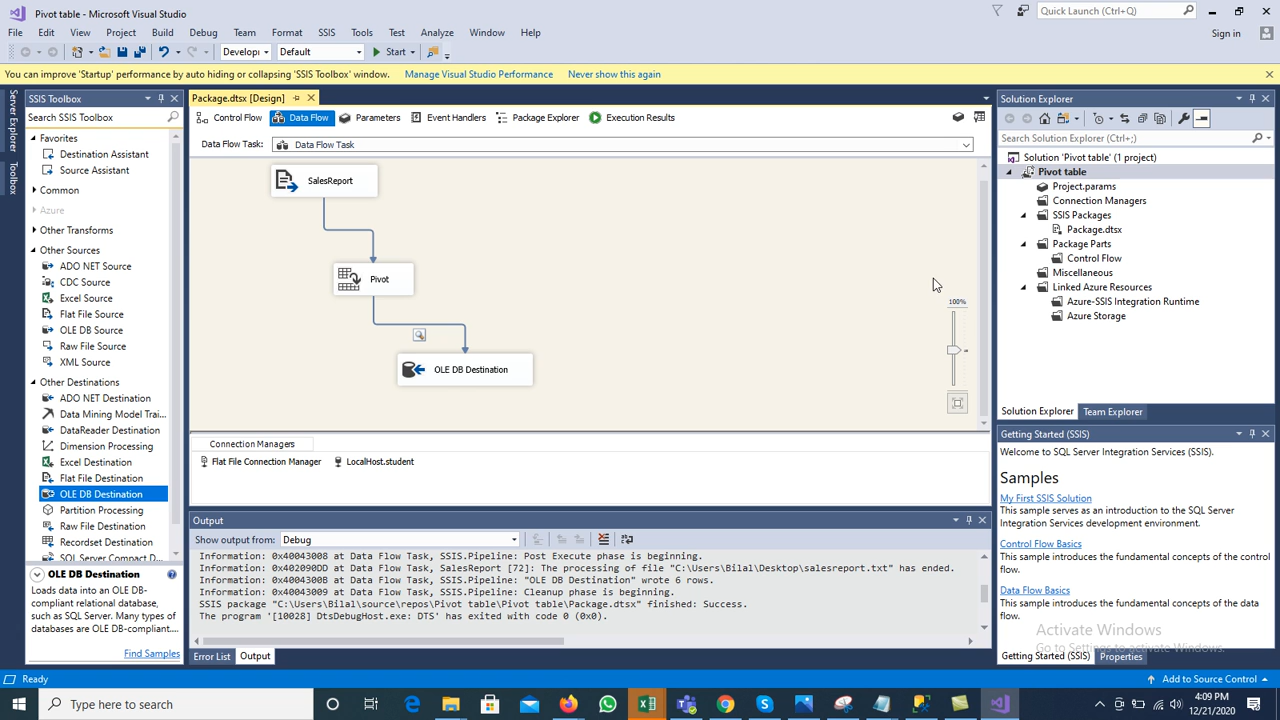 Pivot table - Microsoft Visual Studio
Quick Launch (Ctrl+Q)
File Edit View Project Build Debug Team Format SSIS Tools Test Analyze Window Help
Sign in
Develop Default Start
You can improve 'Startup' performance by auto hiding or collapsing 'SSIS Toolbox' window. Manage Visual Studio Performance Never show this again
Server Explorer
Toolbox
SSIS Toolbox
Search SSIS Toolbox
Favorites
Destination Assistant
Source Assistant
Common
Azure
Other Transforms
Other Sources
ADO NET Source
CDC Source
Excel Source
Flat File Source
OLE DB Source
Raw File Source
XML Source
Other Destinations
ADO NET Destination
Data Mining Model Trai...
DataReader Destination
Dimension Processing
Excel Destination
Flat File Destination
OLE DB Destination
Partition Processing
Raw File Destination
Recordset Destination
SQL Server Compact D...
OLE DB Destination
Loads data into an OLE DB-
compliant relational database,
such as SQL Server. Many types of
databases are OLE DB-compliant....
Find Samples
Package.dtsx [Design]
Control Flow Data Flow Parameters Event Handlers Package Explorer Execution Results
Data Flow Task: Data Flow Task
SalesReport
Pivot
OLE DB Destination
100%
Connection Managers
Flat File Connection Manager LocalHost.student
Output
Show output from: Debug
Information: 0x40043008 at Data Flow Task, SSIS.Pipeline: Post Execute phase is beginning.
Information: 0x402090DD at Data Flow Task, SalesReport [72]: The processing of file "C:\Users\Bilal\Desktop\salesreport.txt" has ended.
Information: 0x4004300B at Data Flow Task, SSIS.Pipeline: "OLE DB Destination" wrote 6 rows.
Information: 0x40043009 at Data Flow Task, SSIS.Pipeline: Cleanup phase is beginning.
SSIS package "C:\Users\Bilal\source\repos\Pivot table\Pivot table\Package.dtsx" finished: Success.
The program '[10028] DtsDebugHost.exe: DTS' has exited with code 0 (0x0).
Error List Output
Solution Explorer
Search Solution Explorer (Ctrl+;)
Solution 'Pivot table' (1 project)
Pivot table
Project.params
Connection Managers
SSIS Packages
Package.dtsx
Package Parts
Control Flow
Miscellaneous
Linked Azure Resources
Azure-SSIS Integration Runtime
Azure Storage
Solution Explorer Team Explorer
Getting Started (SSIS)
Welcome to SQL Server Integration Services (SSIS).
Samples
My First SSIS Solution
This sample serves as an introduction to the SQL Server
Integration Services development environment.
Control Flow Basics
This sample introduces the fundamental concepts of the control
flow.
Data Flow Basics
This sample introduces the fundamental concepts of the data
flow.
Activate Windows
Go to Settings to activate Windows.
Getting Started (SSIS) Properties
Ready
Add to Source Control
Type here to search
4:09 PM
12/21/2020